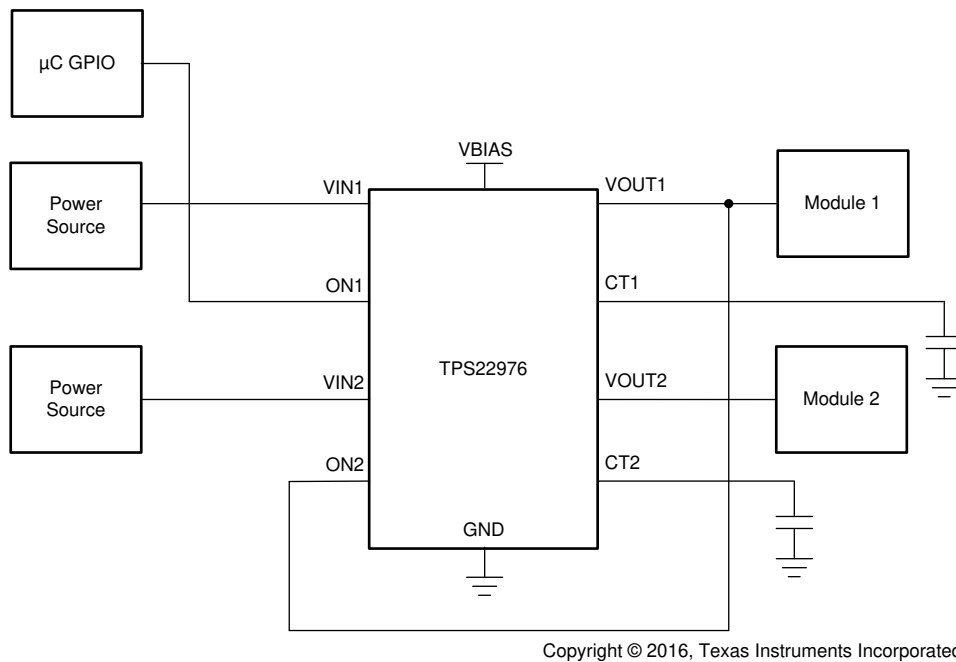 µC GPIO
VBIAS
Power
Source
VIN1
VOUT1
Module 1
ON1
CT1
TPS22976
Power
Source
VIN2
VOUT2
Module 2
ON2
CT2
GND
Copyright © 2016, Texas Instruments Incorporated